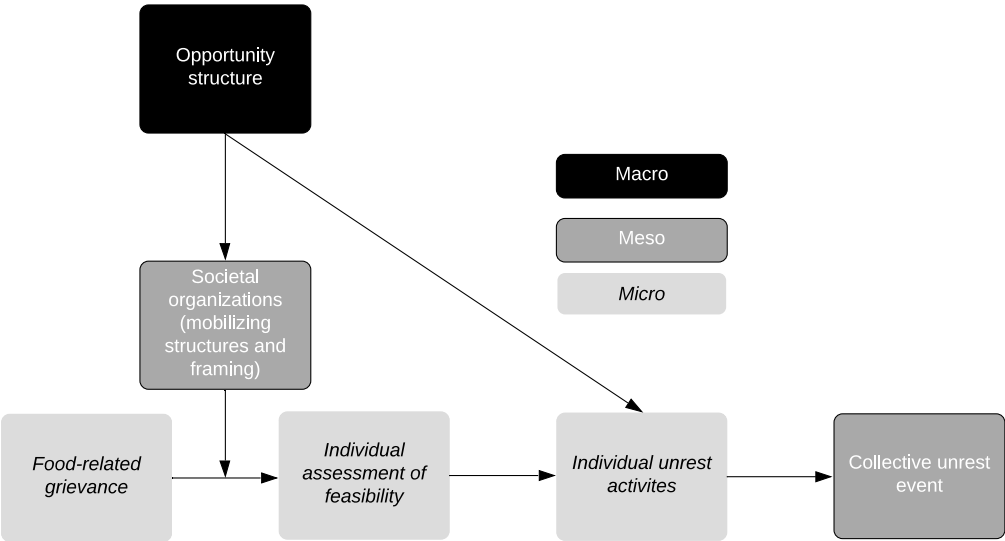 Opportunity
structure
Macro
Meso
Micro
Societal
organizations
(mobilizing
structures and
framing)
Food-related
grievance
Individual
assessment of
feasibility
Individual unrest
activites
Collective unrest
event